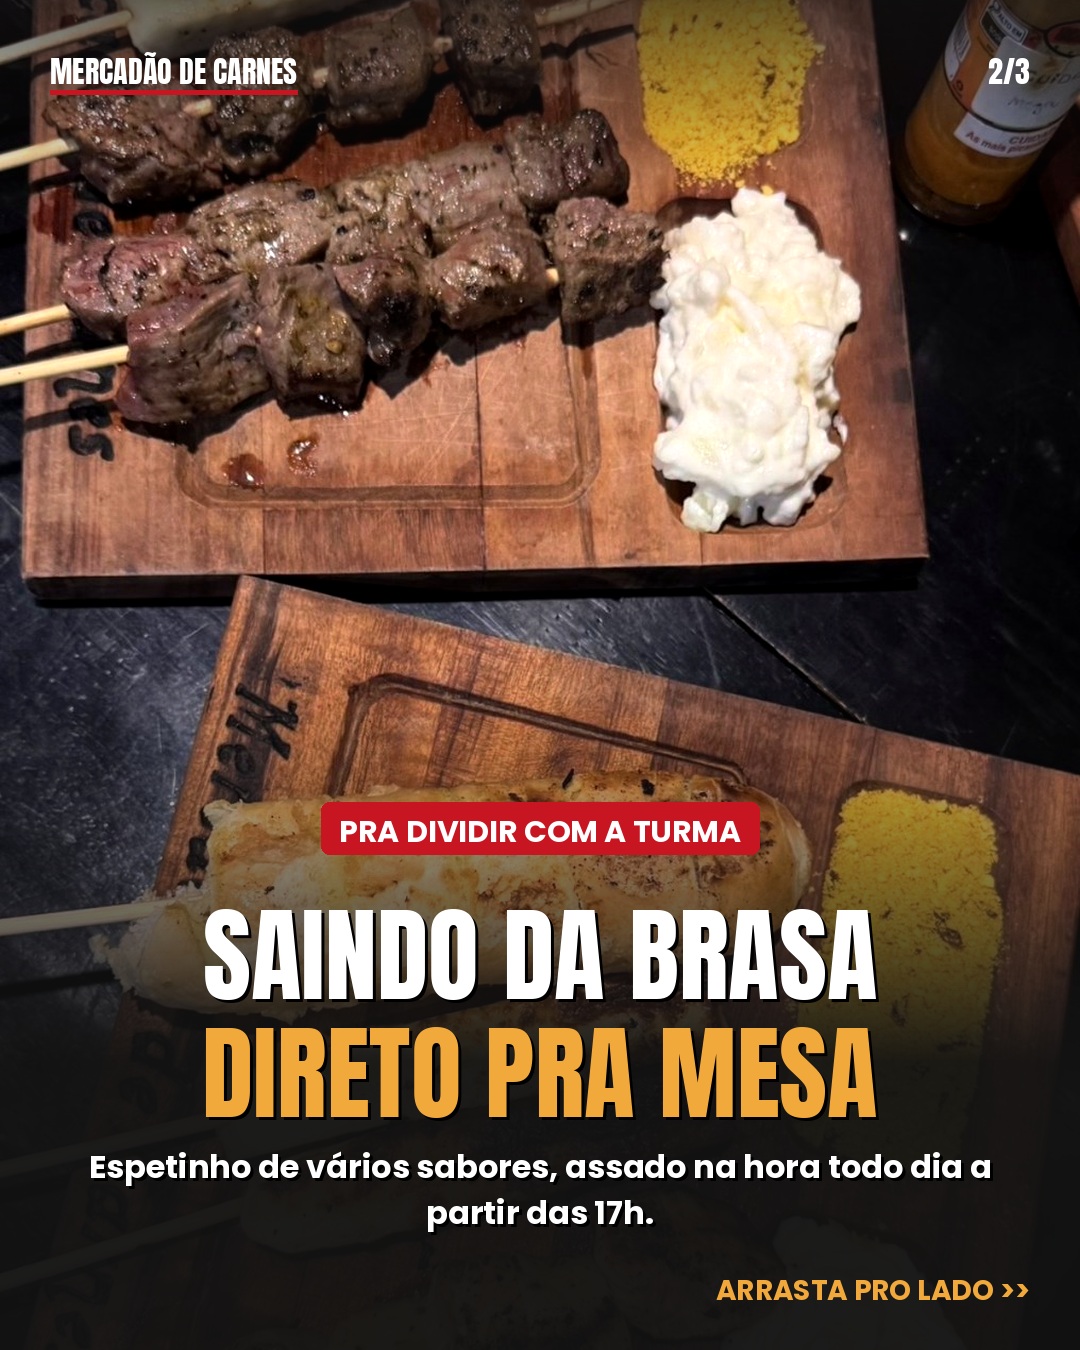 MERCADÃO DE CARNES
2/3
PRA DIVIDIR COM A TURMA
SAINDO DA BRASA
DIRETO PRA MESA
Espetinho de vários sabores, assado na hora todo dia a
partir das 17h.
ARRASTA PRO LADO >>